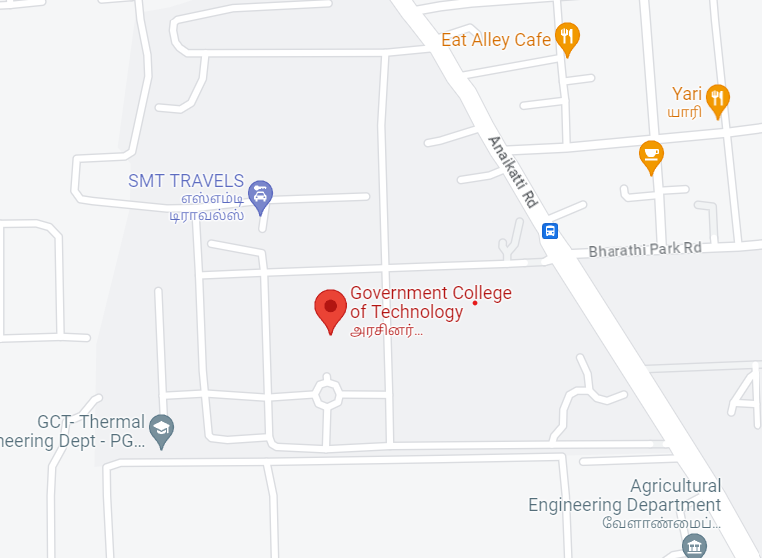 Eat Alley Cafe
Yari
யாரி
Anaikatti Rd
SMT TRAVELS
எஸ்எம்டி
டிராவல்ஸ்
Bharathi Park Rd
Government College
of Technology
அரசினர்...
GCT- Thermal
neering Dept - PG...
Agricultural
Engineering Department
வேளாண்மைப்...